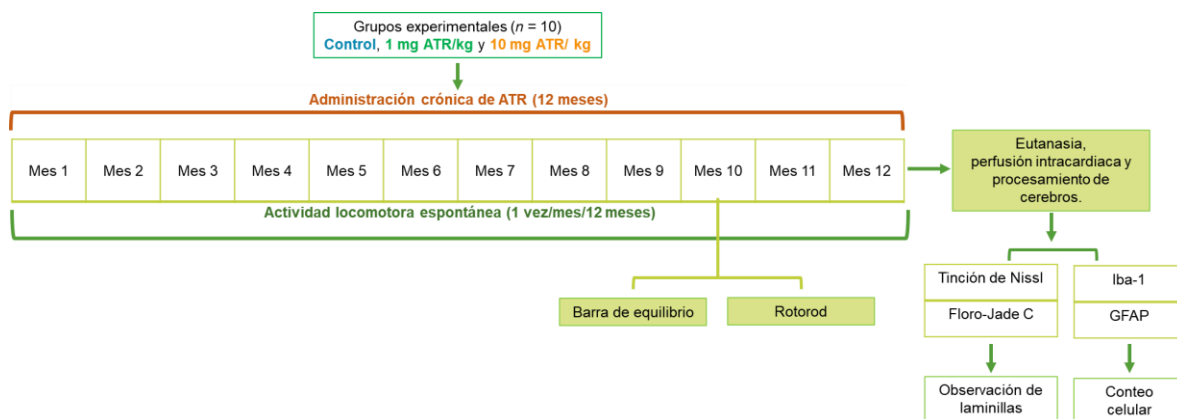 Grupos experimentales (n = 10)
Control, 1 mg ATR/kg y 10 mg ATR/ kg
Administración crónica de ATR (12 meses)
Mes 1
Mes 2
Mes 3
Mes 4
Mes 5
Mes 6
Mes 7
Mes 8
Mes 9
Mes 10
Mes 11
Mes 12
Actividad locomotora espontánea (1 vez/mes/12 meses)
Barra de equilibrio
Rotorod
Eutanasia,
perfusión intracardiaca y
procesamiento de
cerebros.
Tinción de Nissl
Floro-Jade C
Iba-1
GFAP
Observación de
laminillas
Conteo
celular